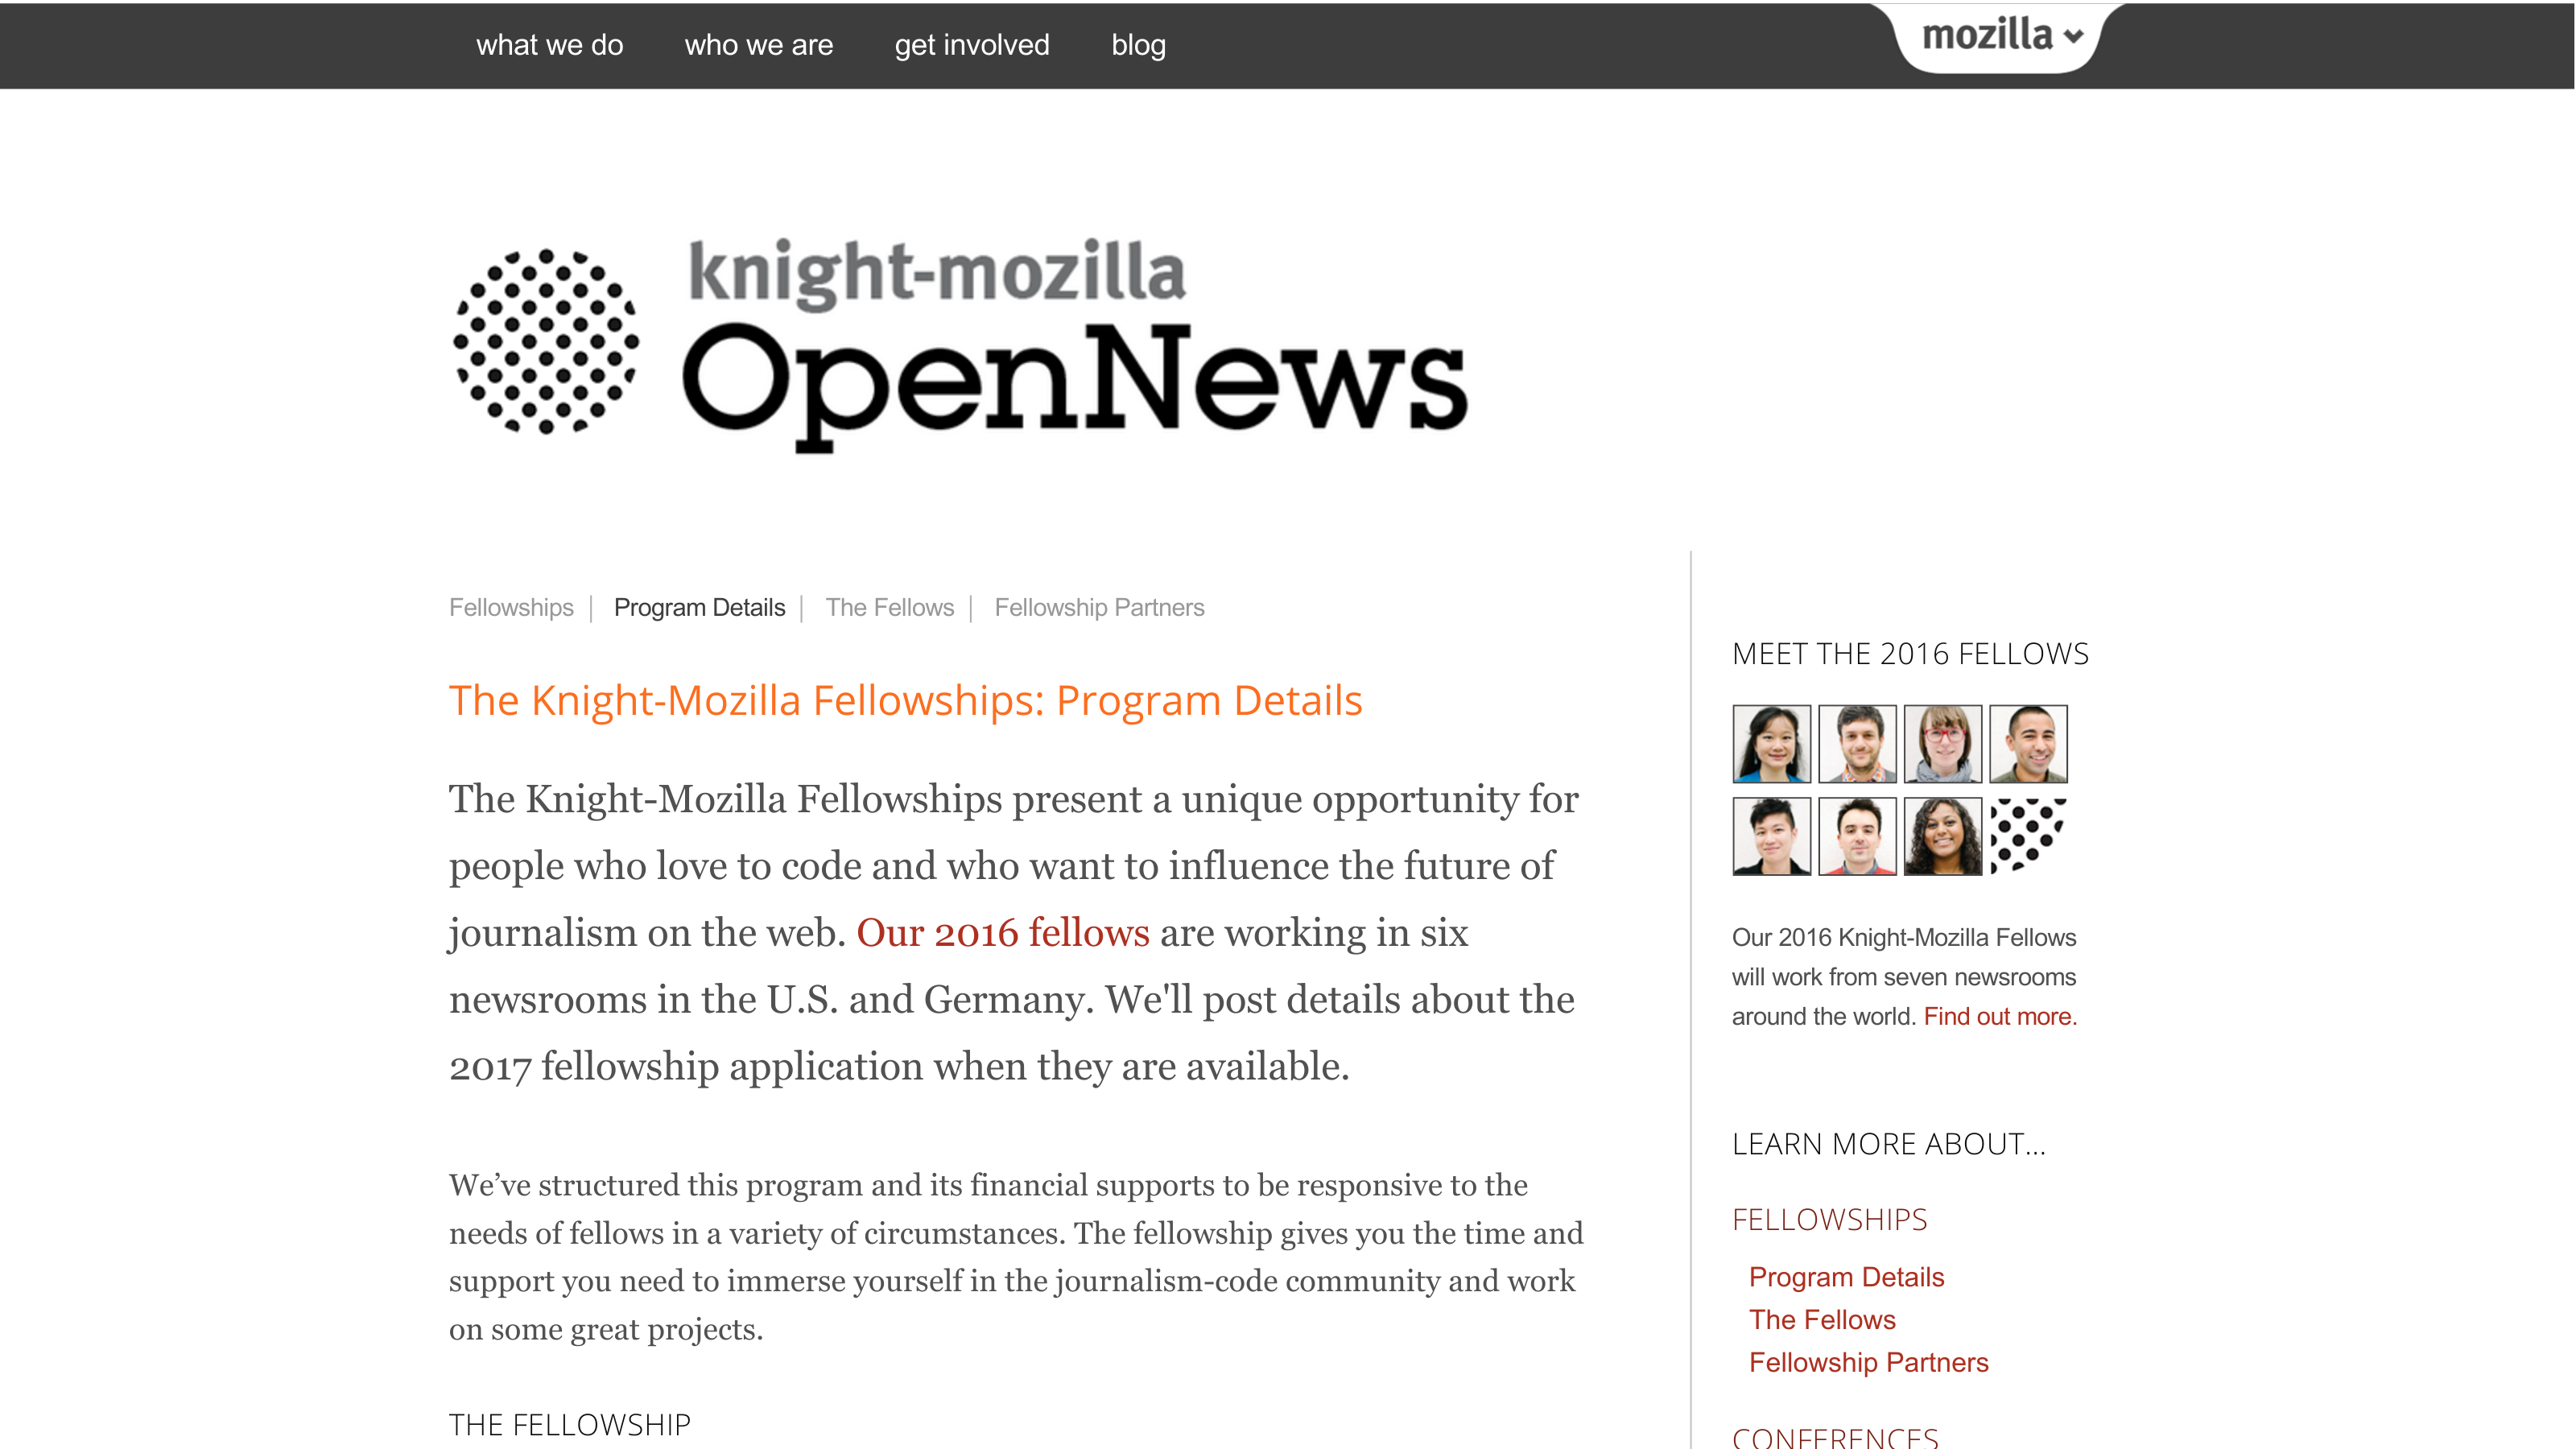 what we do who we are get involved blog
mozilla
knight-mozilla
OpenNews
Fellowships | Program Details | The Fellows | Fellowship Partners
The Knight-Mozilla Fellowships: Program Details
The Knight-Mozilla Fellowships present a unique opportunity for
people who love to code and who want to influence the future of
journalism on the web. Our 2016 fellows are working in six
newsrooms in the U.S. and Germany. We'll post details about the
2017 fellowship application when they are available.
We’ve structured this program and its financial supports to be responsive to the
needs of fellows in a variety of circumstances. The fellowship gives you the time and
support you need to immerse yourself in the journalism-code community and work
on some great projects.
THE FELLOWSHIP
MEET THE 2016 FELLOWS
Our 2016 Knight-Mozilla Fellows
will work from seven newsrooms
around the world. Find out more.
LEARN MORE ABOUT...
FELLOWSHIPS
Program Details
The Fellows
Fellowship Partners
CONFERENCES